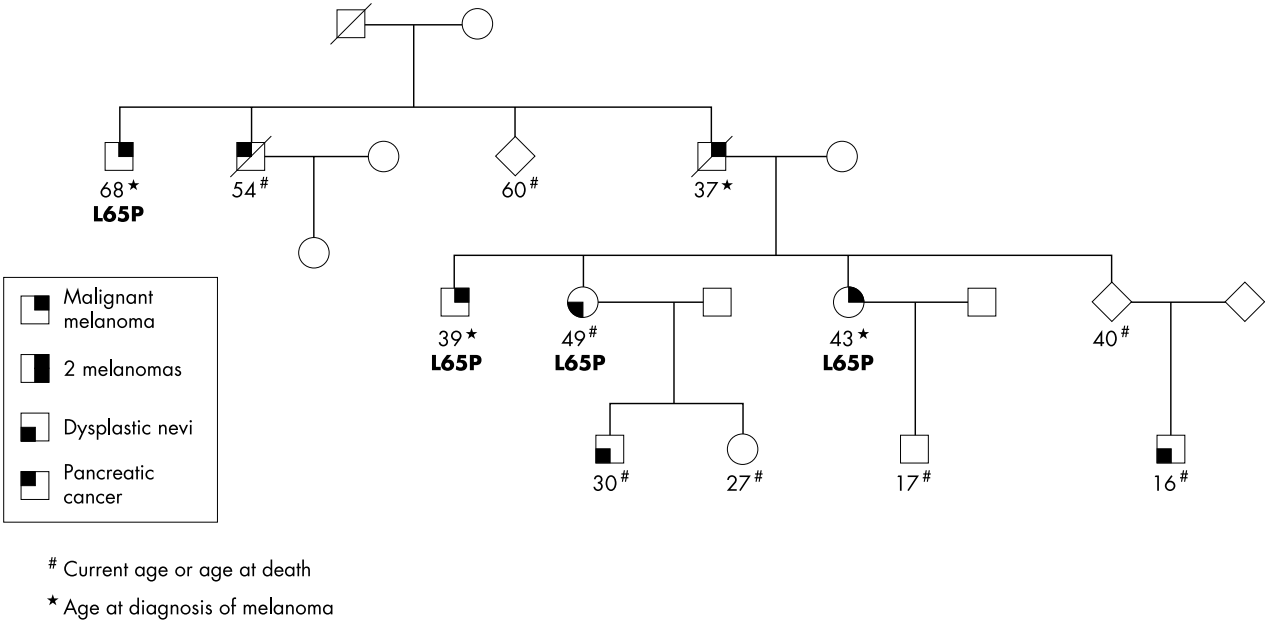 68★ 54# 60# 37★
L65P
39★ 49# 43★ 40#
L65P L65P L65P
30# 27# 17# 16#
Malignant
melanoma
2 melanomas
Dysplastic nevi
Pancreatic
cancer
# Current age or age at death
★ Age at diagnosis of melanoma